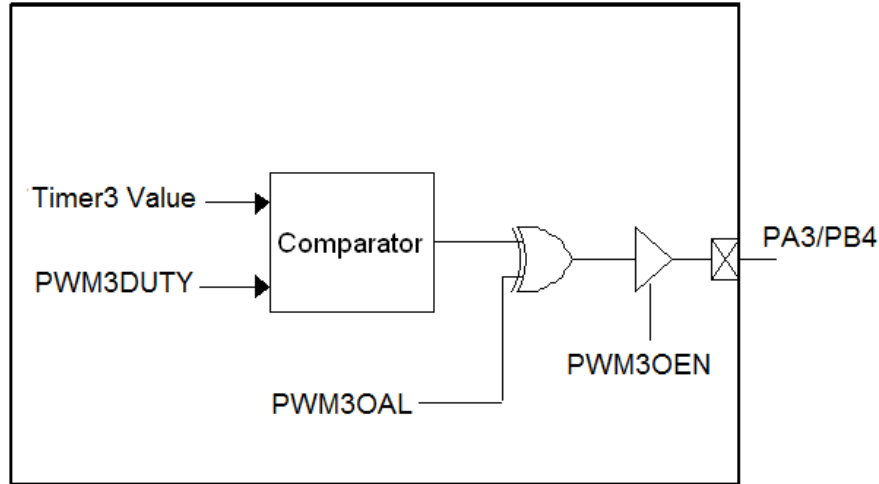 Timer3 Value
PWM3DUTY
Comparator
PWM3OAL
PWM3OEN
PA3/PB4